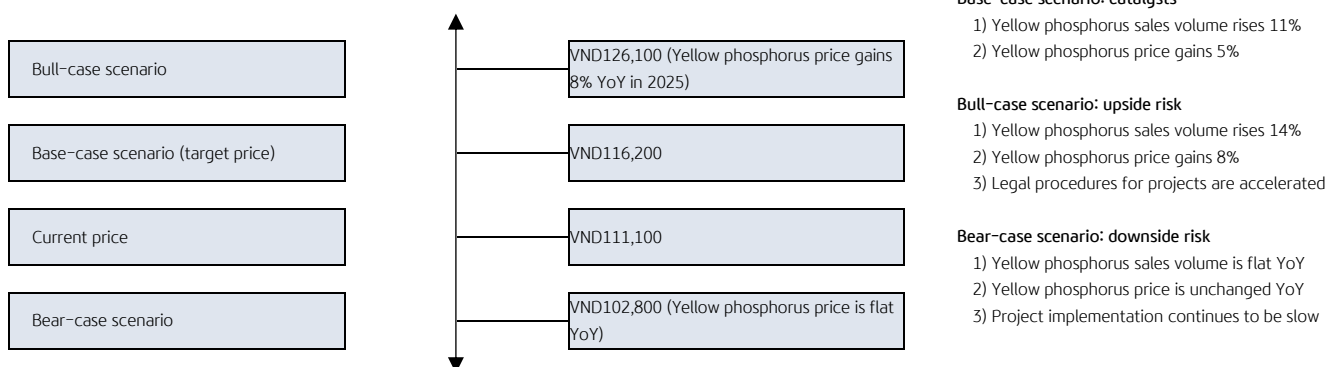 Bull-case scenario
VND126,100 (Yellow phosphorus price gains
8% YoY in 2025)
Base-case scenario (target price)
VND116,200
Current price
VND111,100
Bear-case scenario
VND102,800 (Yellow phosphorus price is flat
YoY)
Base-case scenario: catalysts
1) Yellow phosphorus sales volume rises 11%
2) Yellow phosphorus price gains 5%
Bull-case scenario: upside risk
1) Yellow phosphorus sales volume rises 14%
2) Yellow phosphorus price gains 8%
3) Legal procedures for projects are accelerated
Bear-case scenario: downside risk
1) Yellow phosphorus sales volume is flat YoY
2) Yellow phosphorus price is unchanged YoY
3) Project implementation continues to be slow